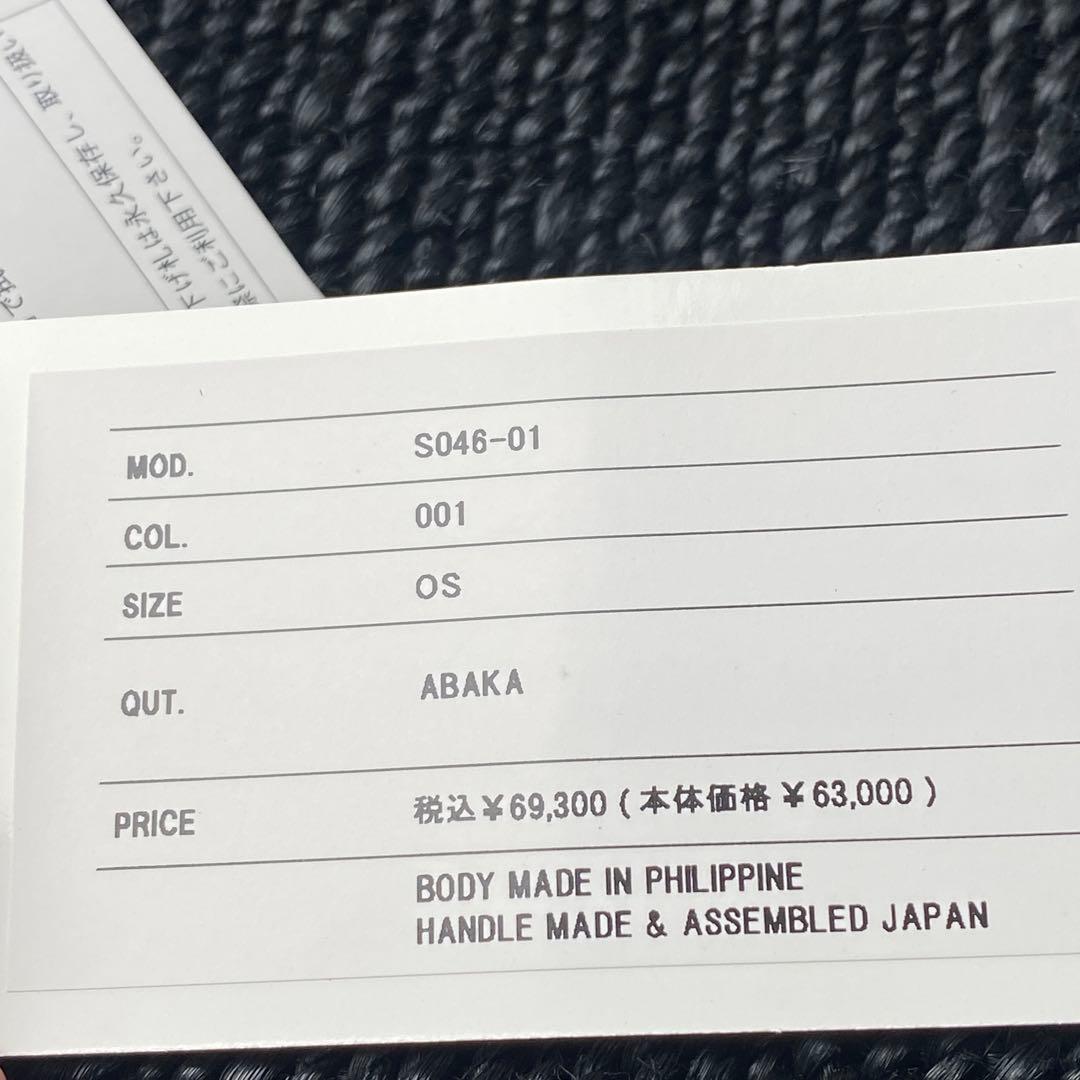 下げ札は永久保存し、取り扱い
にご利用下さい。
MOD. S046-01
COL. 001
SIZE OS
QUT. ABAKA
PRICE 税込¥69,300(本体価格¥63,000)
BODY MADE IN PHILIPPINE
HANDLE MADE & ASSEMBLED JAPAN